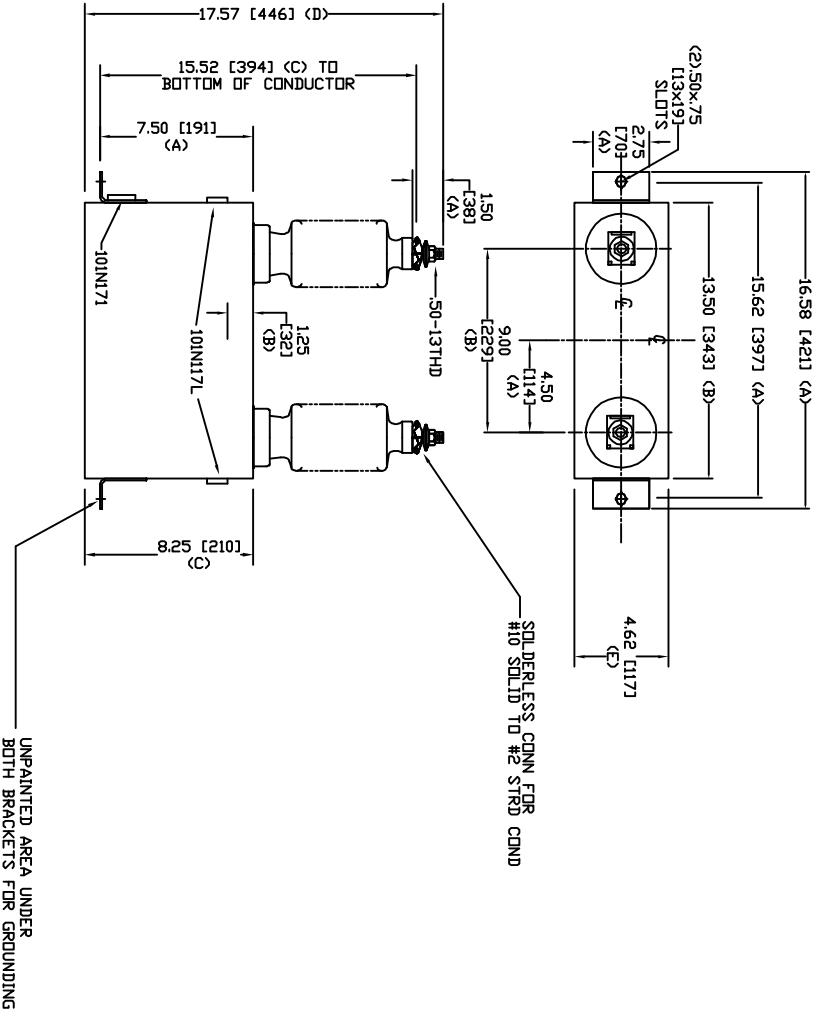 17.57 [446] (D)
15.52 [394] (C) TO
BOTTOM OF CONDUCTOR
7.50 [191]
(A)
1.50
[38]
(A)
.50-13THD
101N171
101N117L
1.25
[32]
(B)
8.25 [210]
(C)
(2).50x.75
[13x19]
SLOTS
2.75
[70]
(A)
16.58 [421] (A)
15.62 [397] (A)
13.50 [343] (B)
9.00
[229]
(B)
4.50
[114]
(A)
CL
CL
4.62 [117]
(E)
SOLDERLESS CONN FOR
#10 SOLID TO #2 STRD COND
UNPAINTED AREA UNDER
BOTH BRACKETS FOR GROUNDING